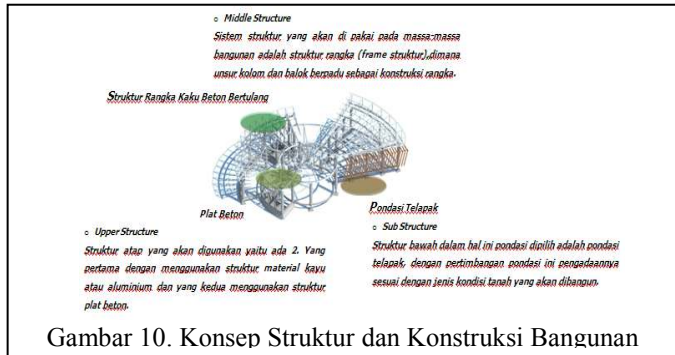 o Middle Structure
Sistem struktur yang akan di pakai pada massa-massa
bangunan adalah struktur rangka (frame struktur),dimana
unsur kolom dan balok berpadu sebagai konstruksi rangka.
Struktur Rangka Kaku Beton Bertulang
Plat Beton
o Upper Structure
Struktur atap yang akan digunakan yaitu ada 2. Yang
pertama dengan menggunakan struktur material kayu
atau aluminium dan yang kedua menggunakan struktur
plat beton.
Pondasi Telapak
o Sub Structure
Struktur bawah dalam hal ini pondasi dipilih adalah pondasi
telapak, dengan pertimbangan pondasi ini pengadaannya
sesuai dengan jenis kondisi tanah yang akan dibangun.
Gambar 10. Konsep Struktur dan Konstruksi Bangunan